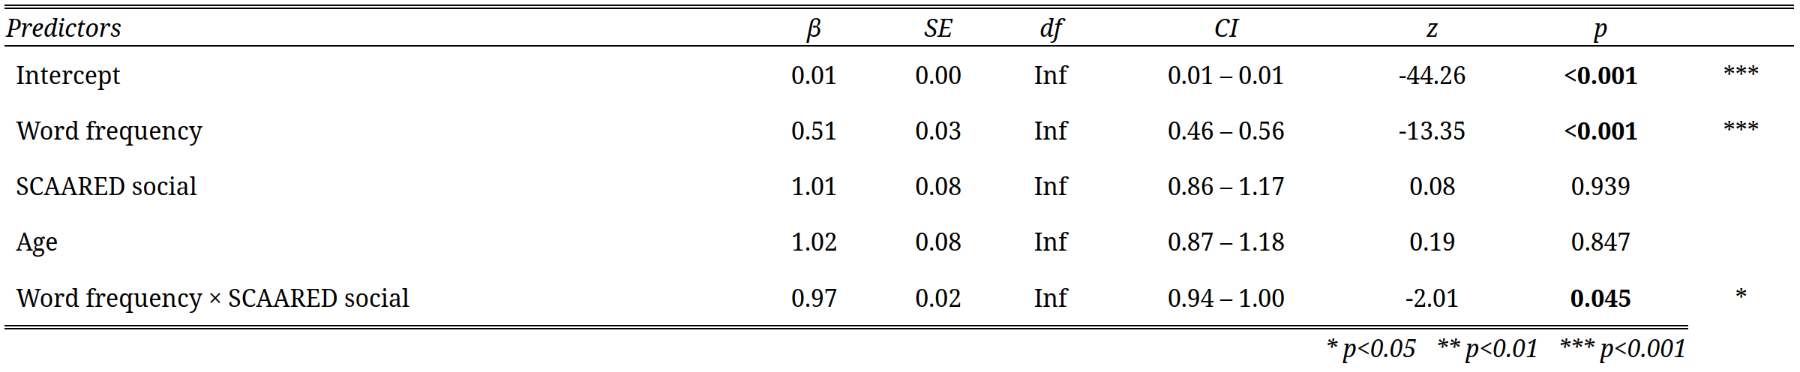 Predictors β SE df CI z p
Intercept 0.01 0.00 Inf 0.01 – 0.01 -44.26 <0.001 ***
Word frequency 0.51 0.03 Inf 0.46 – 0.56 -13.35 <0.001 ***
SCAARED social 1.01 0.08 Inf 0.86 – 1.17 0.08 0.939
Age 1.02 0.08 Inf 0.87 – 1.18 0.19 0.847
Word frequency × SCAARED social 0.97 0.02 Inf 0.94 – 1.00 -2.01 0.045 *
* p<0.05 ** p<0.01 *** p<0.001